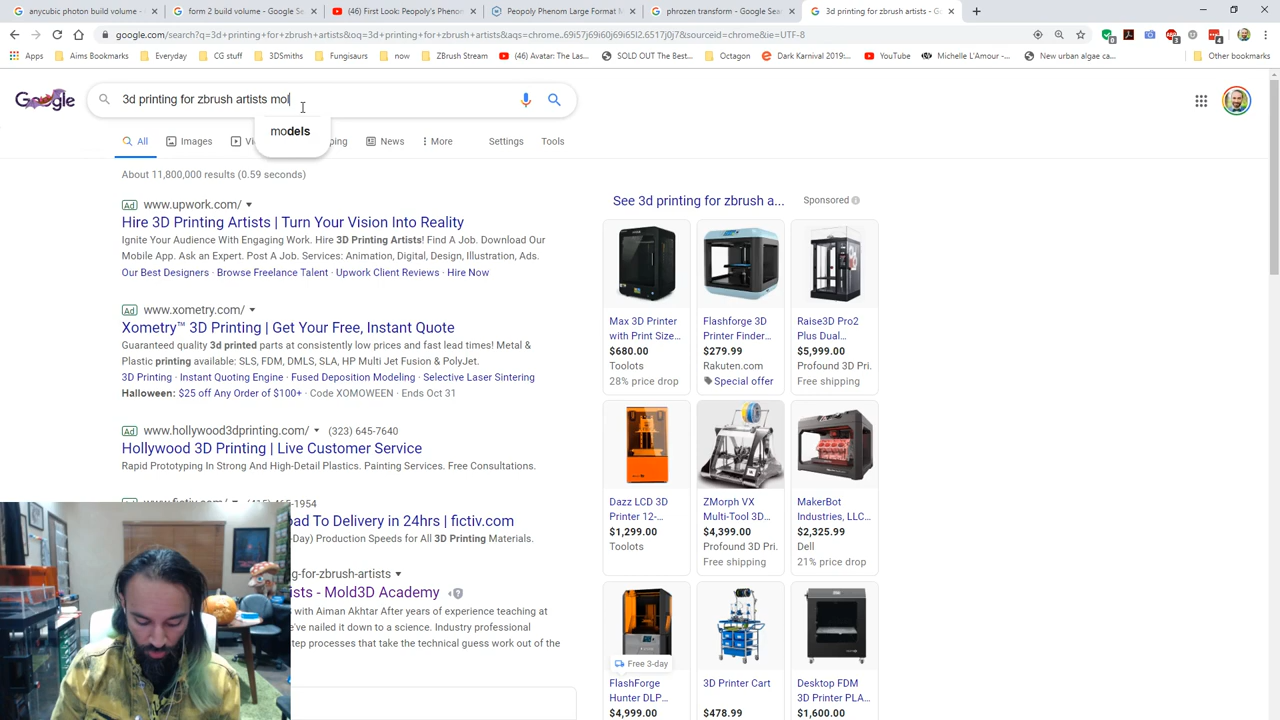 anycubic photon build volume -
form 2 build volume - Google Se
(46) First Look: Peopoly's Pheno
Peopoly Phenom Large Format M
phrozen transform - Google Sea
3d printing for zbrush artists - G
google.com/search?q=3d+printing+for+zbrush+artists&oq=3d+printing+for+zbrush+artists&aqs=chrome..69i57j69i60j69i65l2.6517j0j7&sourceid=chrome&ie=UTF-8
Apps
Aims Bookmarks
Everyday
CG stuff
3DSmiths
Fungisaurs
now
ZBrush Stream
(46) Avatar: The Las...
SOLD OUT The Best...
Octagon
Dark Karnival 2019:...
YouTube
Michelle L'Amour -...
New urban algae ca...
Other bookmarks
Google
3d printing for zbrush artists mol
models
All
Images
News
More
Settings
Tools
About 11,800,000 results (0.59 seconds)
Ad www.upwork.com/
Hire 3D Printing Artists | Turn Your Vision Into Reality
Ignite Your Audience With Engaging Work. Hire 3D Printing Artists! Find A Job. Download Our
Mobile App. Ask an Expert. Post A Job. Services: Animation, Digital, Design, Illustration, Ads.
Our Best Designers · Browse Freelance Talent · Upwork Client Reviews · Hire Now
Ad www.xometry.com/
Xometry™ 3D Printing | Get Your Free, Instant Quote
Guaranteed quality 3d printed parts at consistently low prices and fast lead times! Metal &
Plastic printing available: SLS, FDM, DMLS, SLA, HP Multi Jet Fusion & PolyJet.
3D Printing · Instant Quoting Engine · Fused Deposition Modeling · Selective Laser Sintering
Halloween: $25 off Any Order of $100+ · Code XOMOWEEN · Ends Oct 31
Ad www.hollywood3dprinting.com/ (323) 645-7640
Hollywood 3D Printing | Live Customer Service
Rapid Prototyping In Strong And High-Detail Plastics. Painting Services. Free Consultations.
oad To Delivery in 24hrs | fictiv.com
-Day) Production Speeds for All 3D Printing Materials.
ng-for-zbrush-artists
ists - Mold3D Academy
with Aiman Akhtar After years of experience teaching at
've nailed it down to a science. Industry professional
tep processes that take the technical guess work out of the
See 3d printing for zbrush a...
Sponsored
Max 3D Printer
with Print Size...
$680.00
Toolots
28% price drop
Flashforge 3D
Printer Finder...
$279.99
Rakuten.com
Special offer
Raise3D Pro2
Plus Dual...
$5,999.00
Profound 3D Pri.
Free shipping
Dazz LCD 3D
Printer 12-...
$1,299.00
Toolots
ZMorph VX
Multi-Tool 3D...
$4,399.00
Profound 3D Pri.
Free shipping
MakerBot
Industries, LLC...
$2,325.99
Dell
21% price drop
Free 3-day
FlashForge
Hunter DLP...
$4,999.00
3D Printer Cart
$478.99
Desktop FDM
3D Printer PLA...
$1,600.00